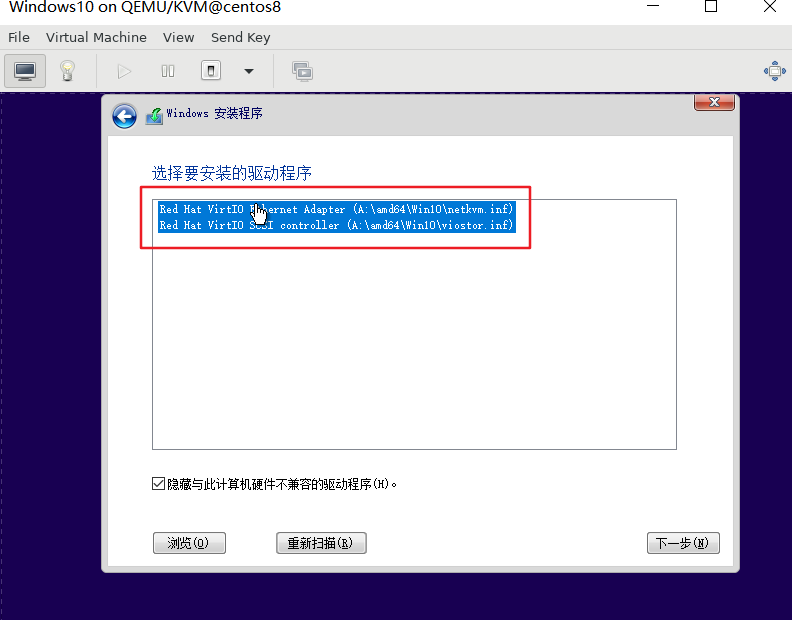 Windows10 on QEMU/KVM@centos8
File Virtual Machine View Send Key
Windows 安装程序
选择要安装的驱动程序
Red Hat VirtIO Ethernet Adapter (A:\amd64\Win10\netkvm.inf)
Red Hat VirtIO SCSI controller (A:\amd64\Win10\viostor.inf)
隐藏与此计算机硬件不兼容的驱动程序(H)。
浏览(O) 重新扫描(R) 下一步(N)